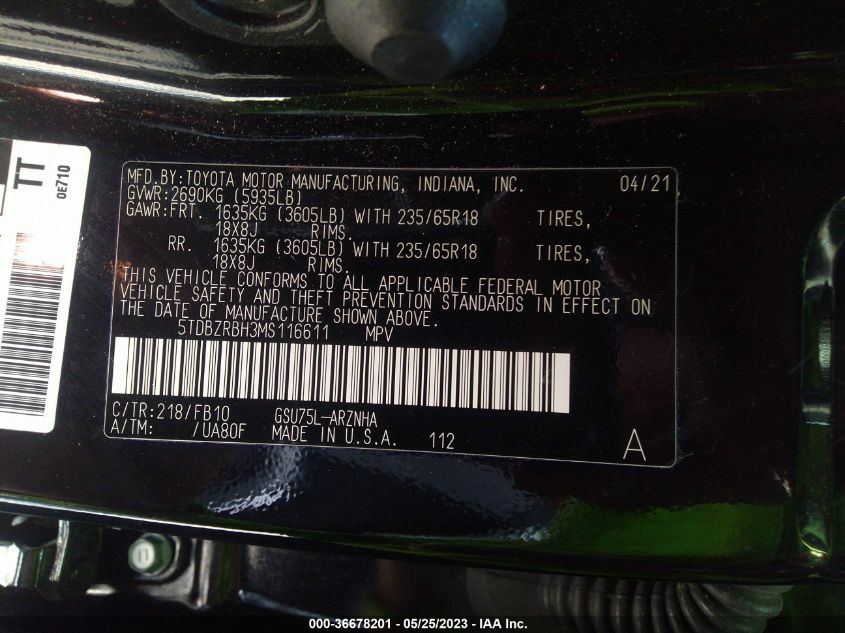 TT
0E710
MFD.BY:TOYOTA MOTOR MANUFACTURING, INDIANA, INC. 04/21
GVWR:2690KG (5935LB)
GAWR:FRT. 1635KG (3605LB) WITH 235/65R18 TIRES,
18X8J RIMS.
RR. 1635KG (3605LB) WITH 235/65R18 TIRES,
18X8J RIMS.
THIS VEHICLE CONFORMS TO ALL APPLICABLE FEDERAL MOTOR
VEHICLE SAFETY AND THEFT PREVENTION STANDARDS IN EFFECT ON
THE DATE OF MANUFACTURE SHOWN ABOVE.
5TDBZRBH3MS116611 MPV
C/TR:218/FB10 GSU75L-ARZNHA
A/TM: /UA80F MADE IN U.S.A. 112
A
000-36678201 - 05/25/2023 - IAA Inc.